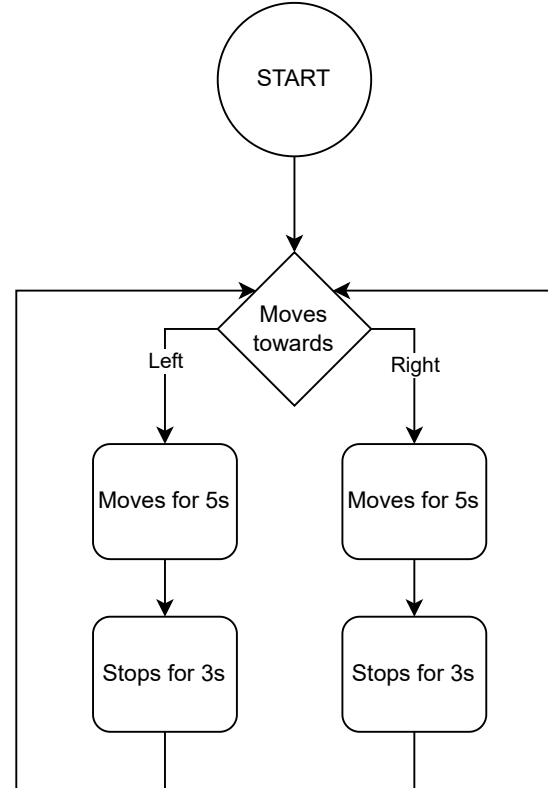 START
Moves
towards
Left
Right
Moves for 5s
Moves for 5s
Stops for 3s
Stops for 3s